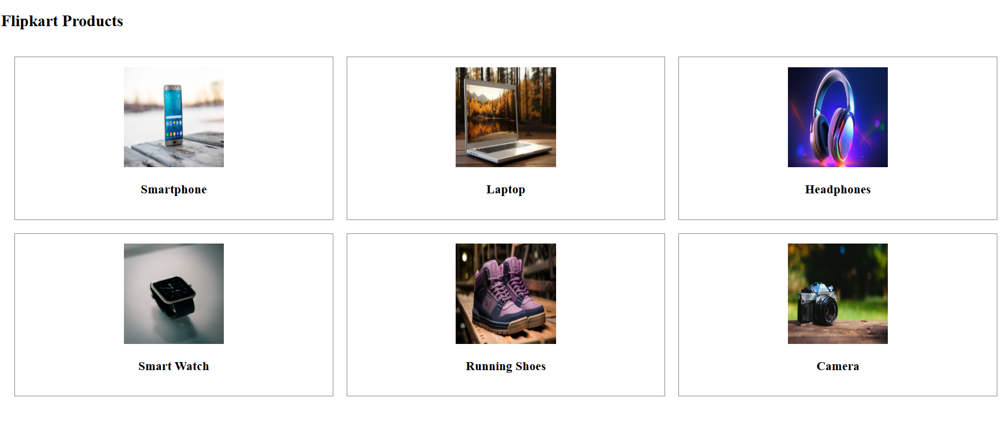 Flipkart Products
Smartphone
Laptop
Headphones
Smart Watch
Running Shoes
Camera